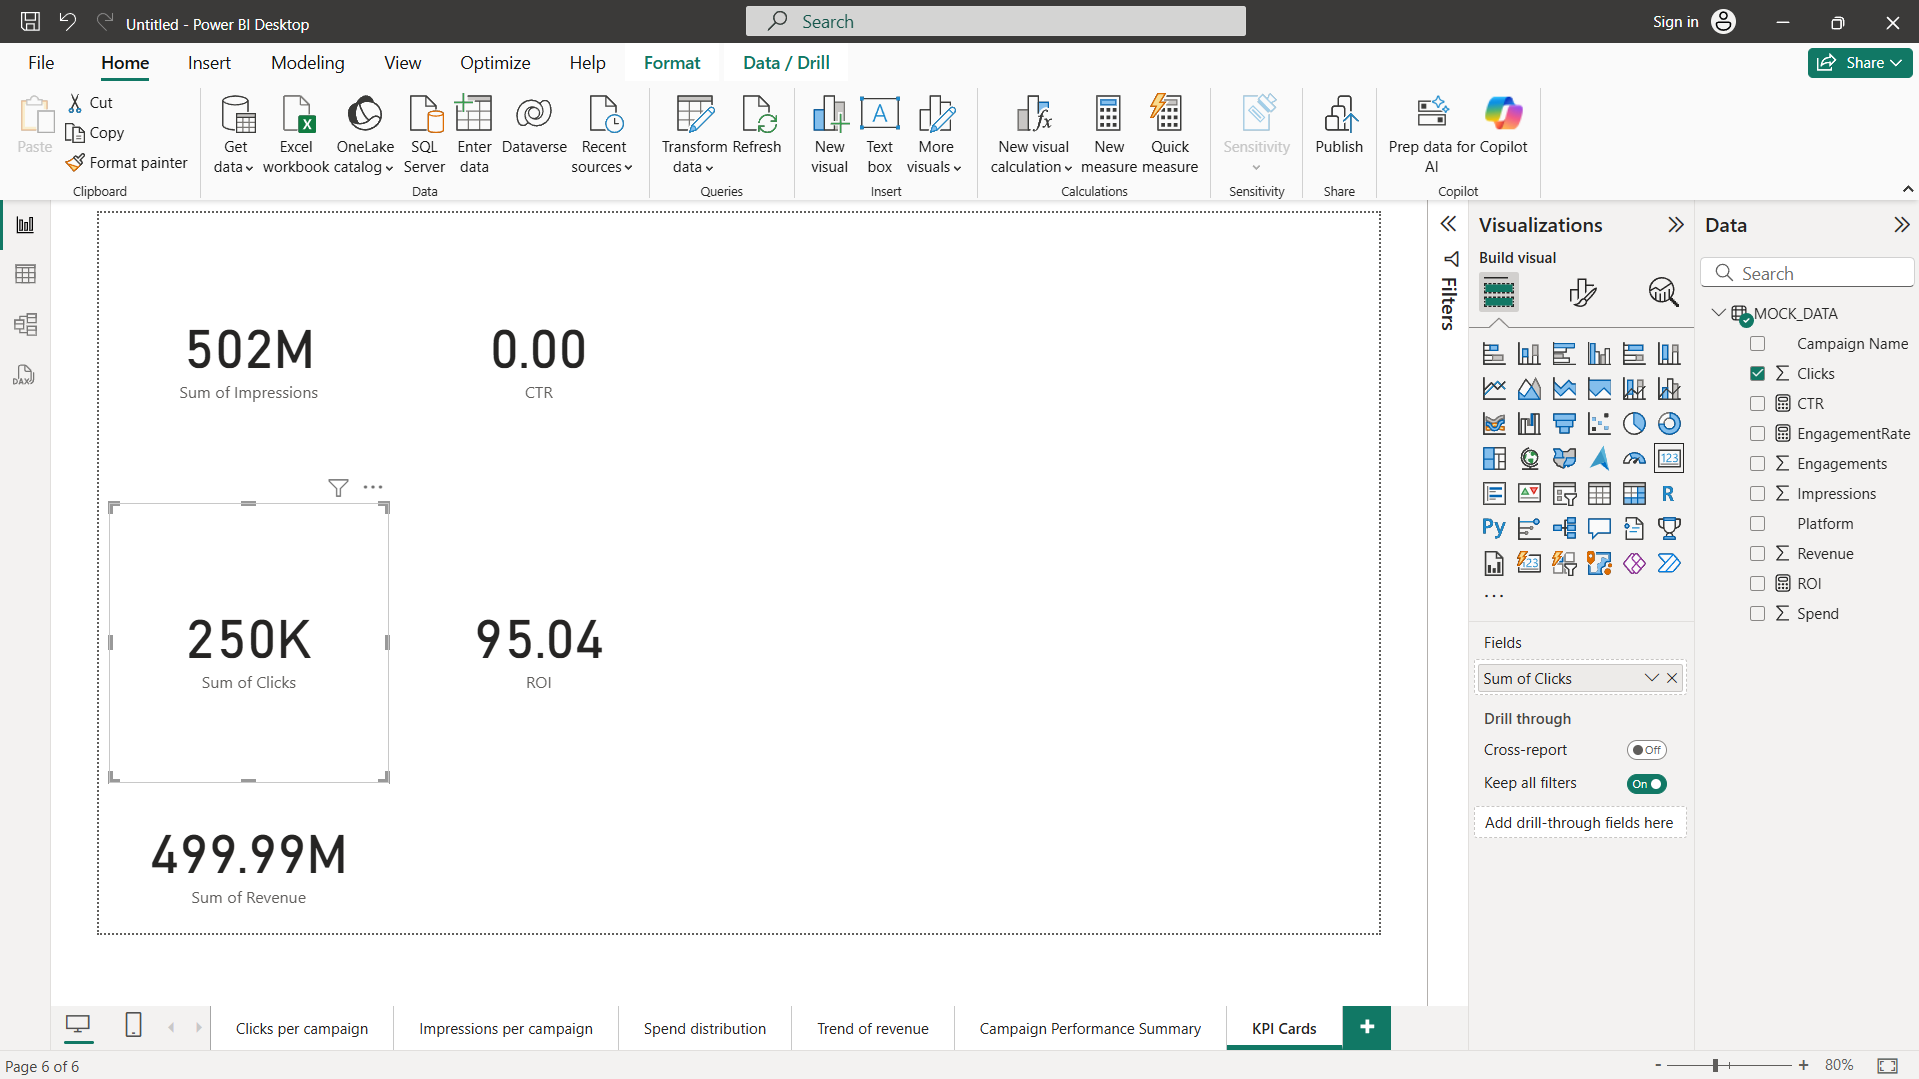 Untitled - Power BI Desktop
Search
Sign in
File
Home
Insert
Modeling
View
Optimize
Help
Format
Data / Drill
Share
Paste
Cut
Copy
Format painter
Clipboard
Get data
Excel workbook
OneLake catalog
SQL Server
Enter data
Dataverse
Recent sources
Data
Transform data
Refresh
Queries
New visual
Text box
More visuals
Insert
New visual calculation
New measure
Quick measure
Calculations
Sensitivity
Sensitivity
Publish
Share
Prep data for AI
Copilot
Copilot
DAX
502M
Sum of Impressions
0.00
CTR
250K
Sum of Clicks
95.04
ROI
499.99M
Sum of Revenue
Filters
Visualizations
Build visual
123
R
Py
123
Fields
Sum of Clicks
Drill through
Cross-report
Off
Keep all filters
On
Add drill-through fields here
Data
Search
MOCK_DATA
Campaign Name
Clicks
CTR
EngagementRate
Engagements
Impressions
Platform
Revenue
ROI
Spend
Clicks per campaign
Impressions per campaign
Spend distribution
Trend of revenue
Campaign Performance Summary
KPI Cards
Page 6 of 6
80%